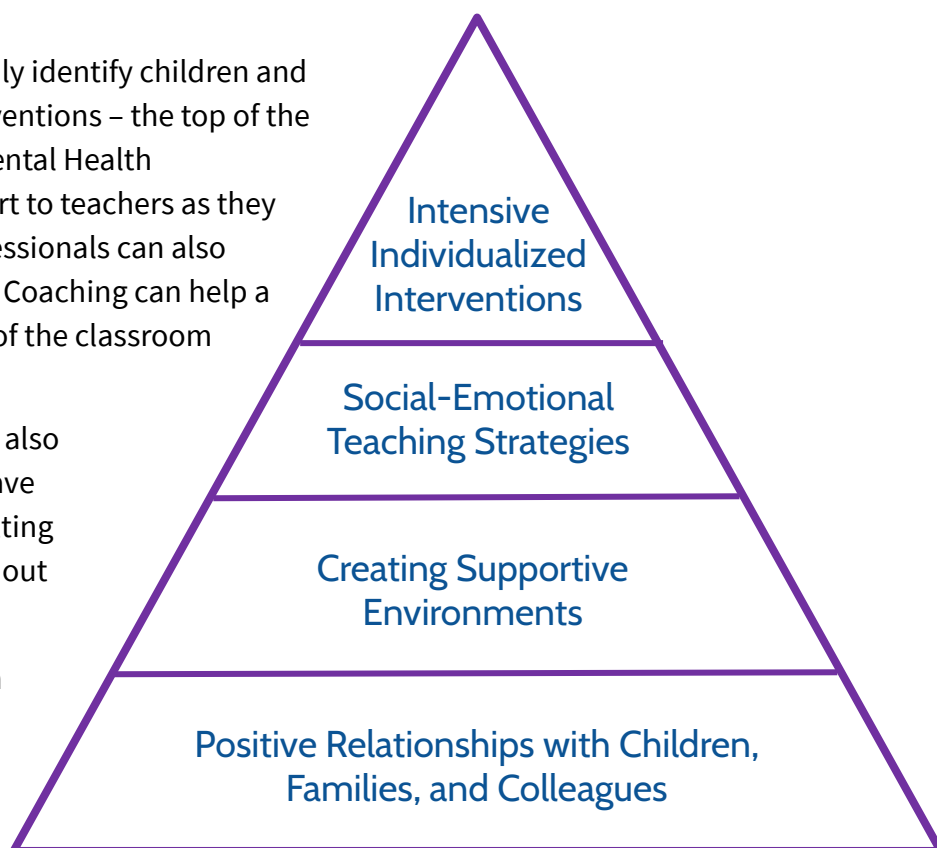 ly identify children and
ventions – the top of the
ental Health
rt to teachers as they
essionals can also
Coaching can help a
of the classroom
also
ave
ting
out
Intensive
Individualized
Interventions
Social-Emotional
Teaching Strategies
Creating Supportive
Environments
Positive Relationships with Children,
Families, and Colleagues